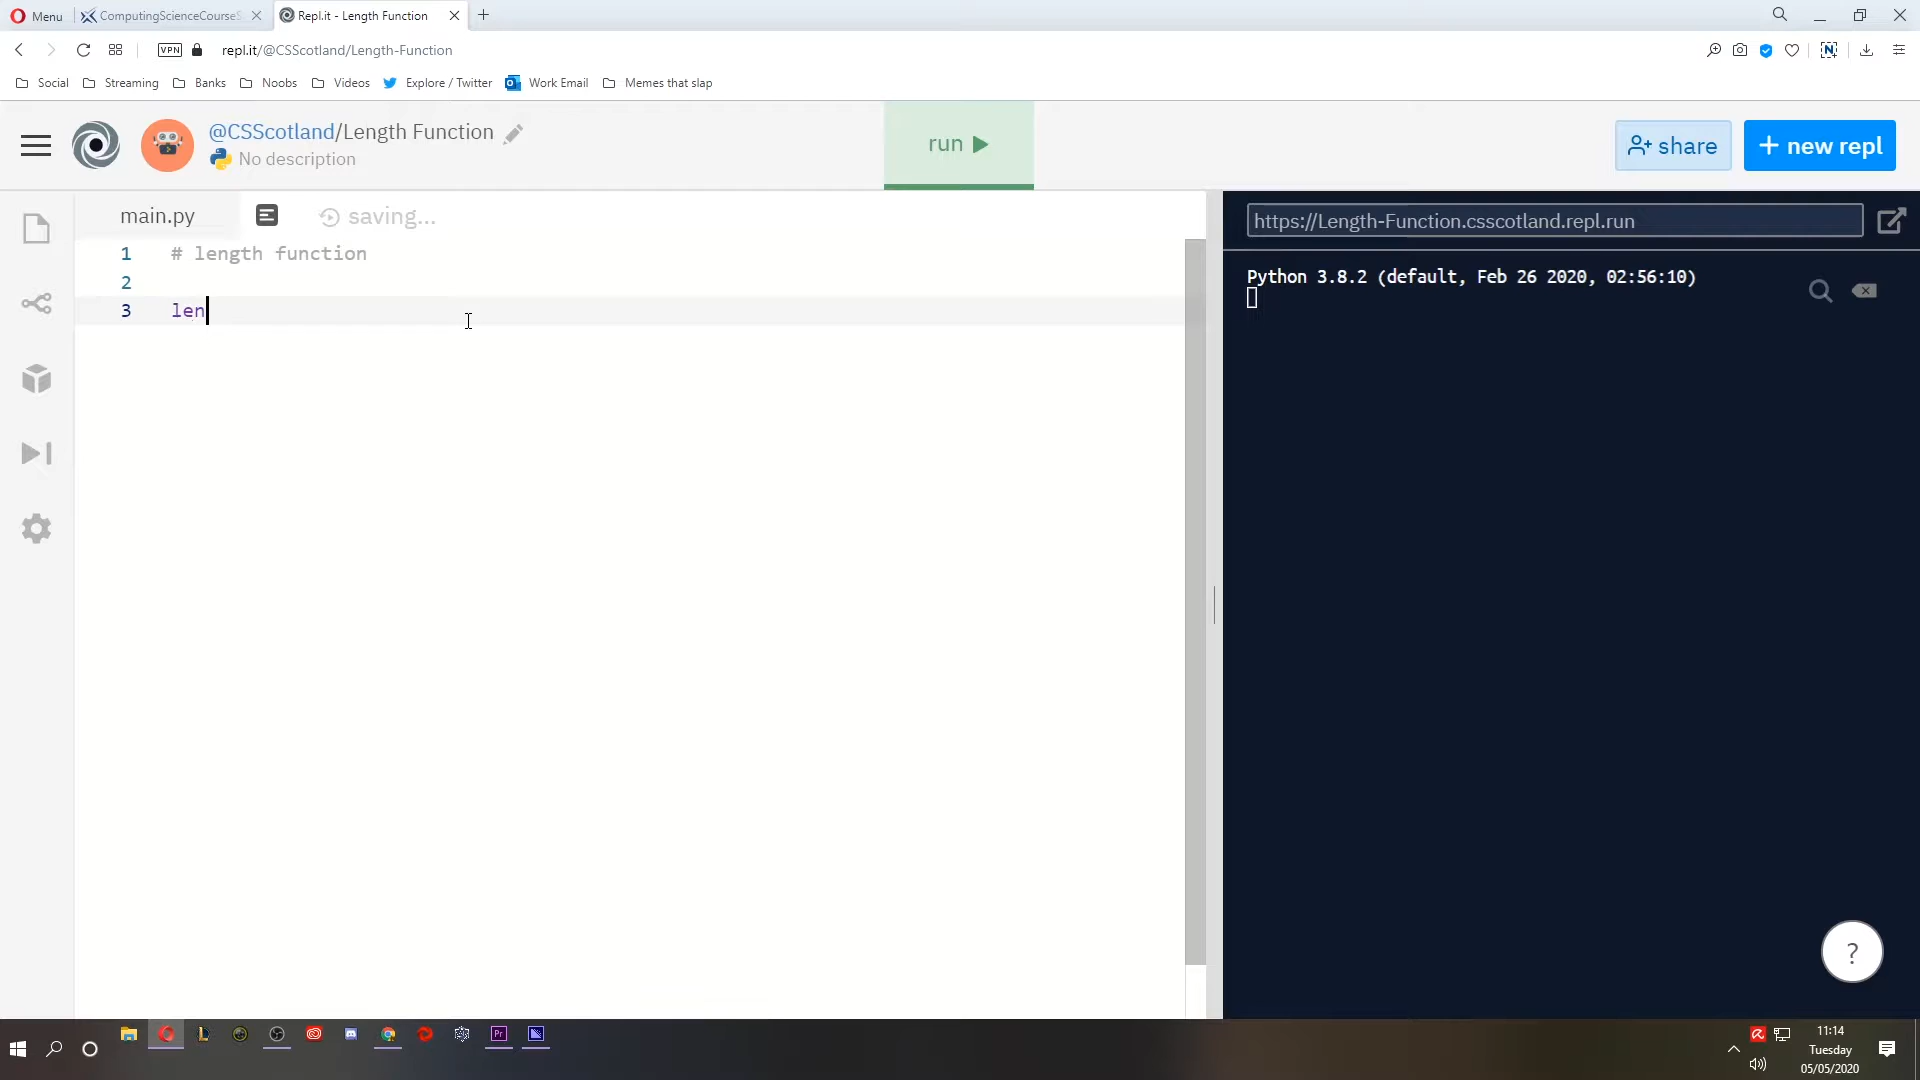 Menu
ComputingScienceCourseS
Repl.it - Length Function
VPN
repl.it/@CSScotland/Length-Function
Social
Streaming
Banks
Noobs
Videos
Explore / Twitter
Work Email
Memes that slap
@CSScotland/Length Function
No description
run
share
+ new repl
main.py
saving...
https://Length-Function.csscotland.repl.run
1 # length function
2
3 len
Python 3.8.2 (default, Feb 26 2020, 02:56:10)
?
Pr
11:14
Tuesday
05/05/2020